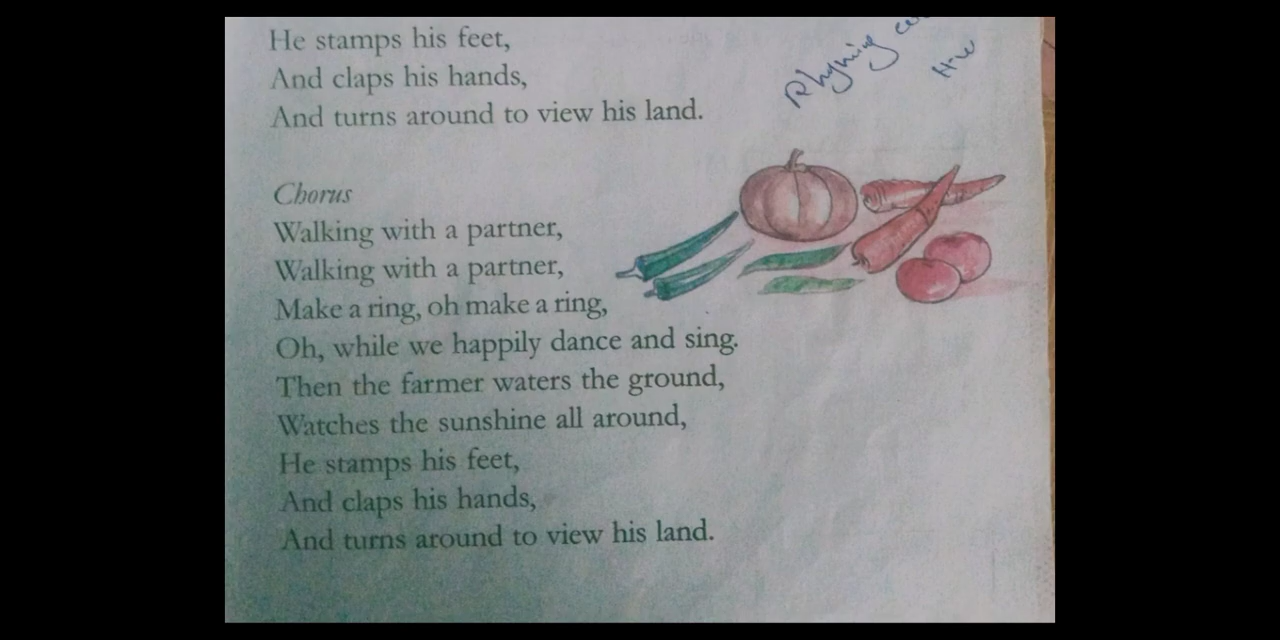 He stamps his feet,
And claps his hands,
And turns around to view his land.
Rhyming
H.W
Chorus
Walking with a partner,
Walking with a partner,
Make a ring, oh make a ring,
Oh, while we happily dance and sing.
Then the farmer waters the ground,
Watches the sunshine all around,
He stamps his feet,
And claps his hands,
And turns around to view his land.